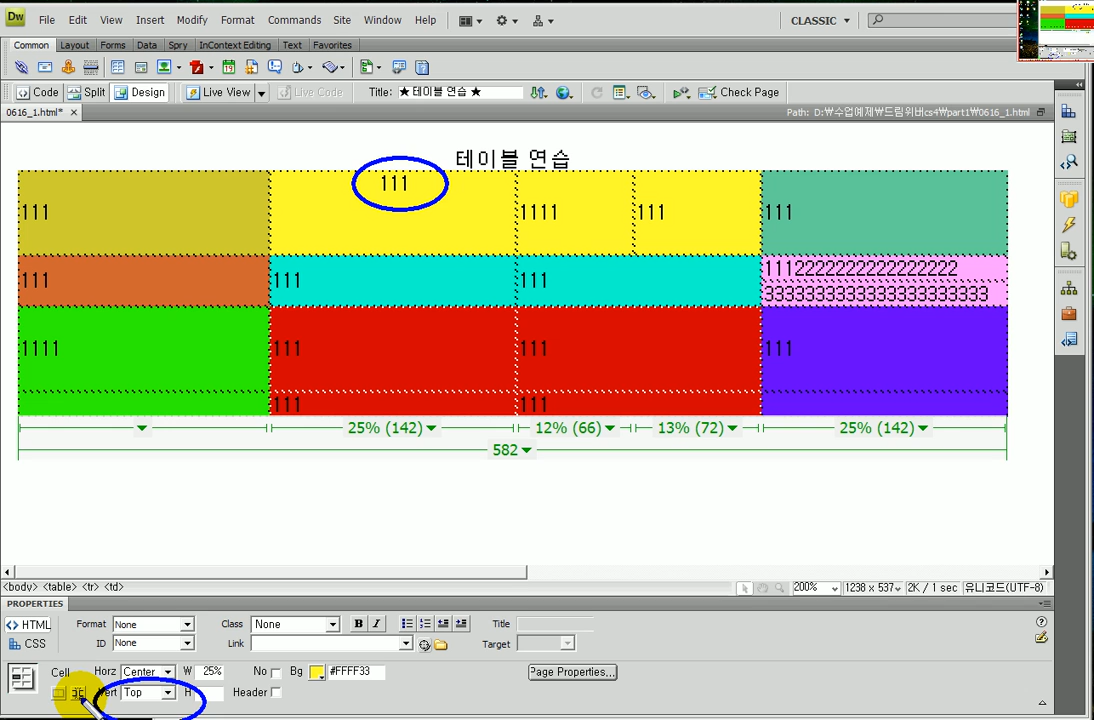 Dw File Edit View Insert Modify Format Commands Site Window Help CLASSIC
Common Layout Forms Data Spry InContext Editing Text Favorites
Code Split Design Live View Live Code Title: ★ 테이블 연습 ★ Check Page
0616_1.html* Path: D:₩수업예제₩드림위버cs4₩part1₩0616_1.html
테이블 연습
111 111 1111 111 111
111 111 111 1112222222222222222
33333333333333333333333
1111 111 111 111
111 111
25% (142) 12% (66) 13% (72) 25% (142)
582
<body> <table> <tr> <td> 200% 1238 x 537 2K / 1 sec 유니코드(UTF-8)
PROPERTIES
<> HTML Format None Class None B I Title
CSS ID None Link Target
Cell Horz Center W 25% No Bg #FFFF33 Page Properties...
Vert Top H Header